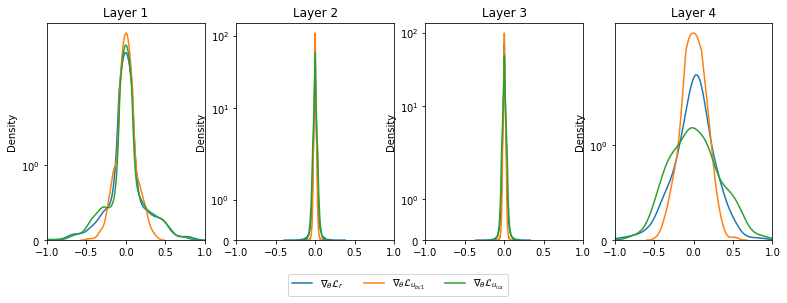 Layer 1 Layer 2 Layer 3 Layer 4
Density Density Density Density
10⁰ 10² 10¹ 10⁰ 10² 10¹ 10⁰ 10⁰
0 0 0 0
−1.0 −0.5 0.0 0.5 1.0 −1.0 −0.5 0.0 0.5 1.0 −1.0 −0.5 0.0 0.5 1.0 −1.0 −0.5 0.0 0.5 1.0
∇θℒr ∇θℒu_bc1 ∇θℒu_ics